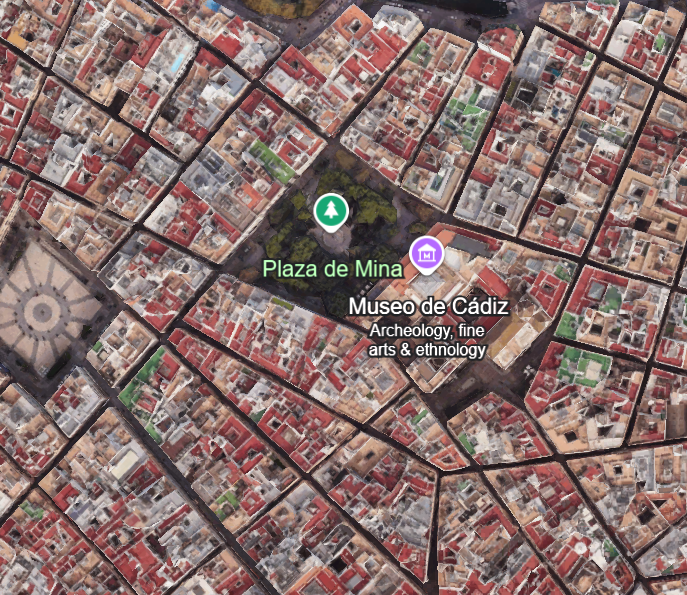 Plaza de Mina
Museo de Cádiz
Archeology, fine
arts & ethnology